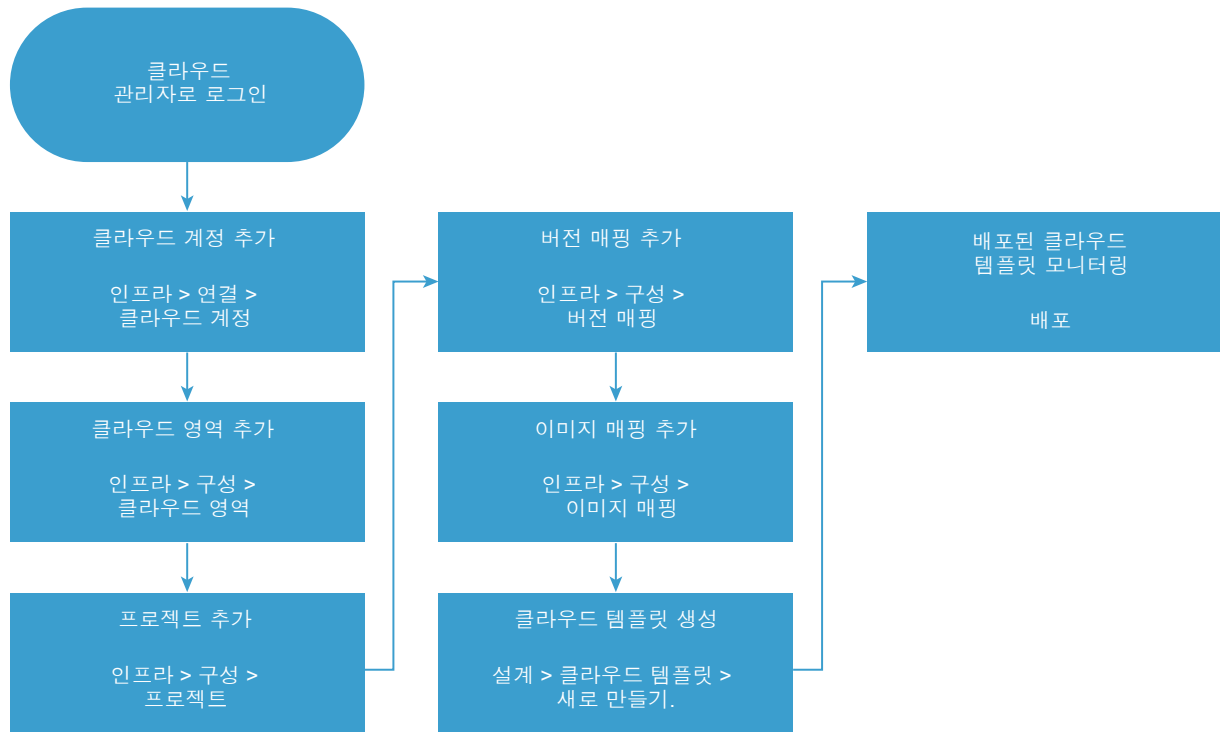 클라우드
관리자로 로그인
클라우드 계정 추가
인프라 > 연결 >
클라우드 계정
클라우드 영역 추가
인프라 > 구성 >
클라우드 영역
프로젝트 추가
인프라 > 구성 >
프로젝트
버전 매핑 추가
인프라 > 구성 >
버전 매핑
이미지 매핑 추가
인프라 > 구성 >
이미지 매핑
클라우드 템플릿 생성
설계 > 클라우드 템플릿 >
새로 만들기.
배포된 클라우드
템플릿 모니터링
배포